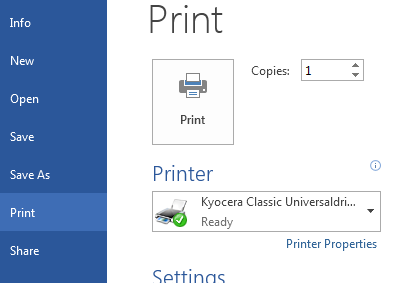 Info
New
Open
Save
Save As
Print
Share
Print
Print
Copies: 1
Printer
Kyocera Classic Universaldri...
Ready
Printer Properties
Settings